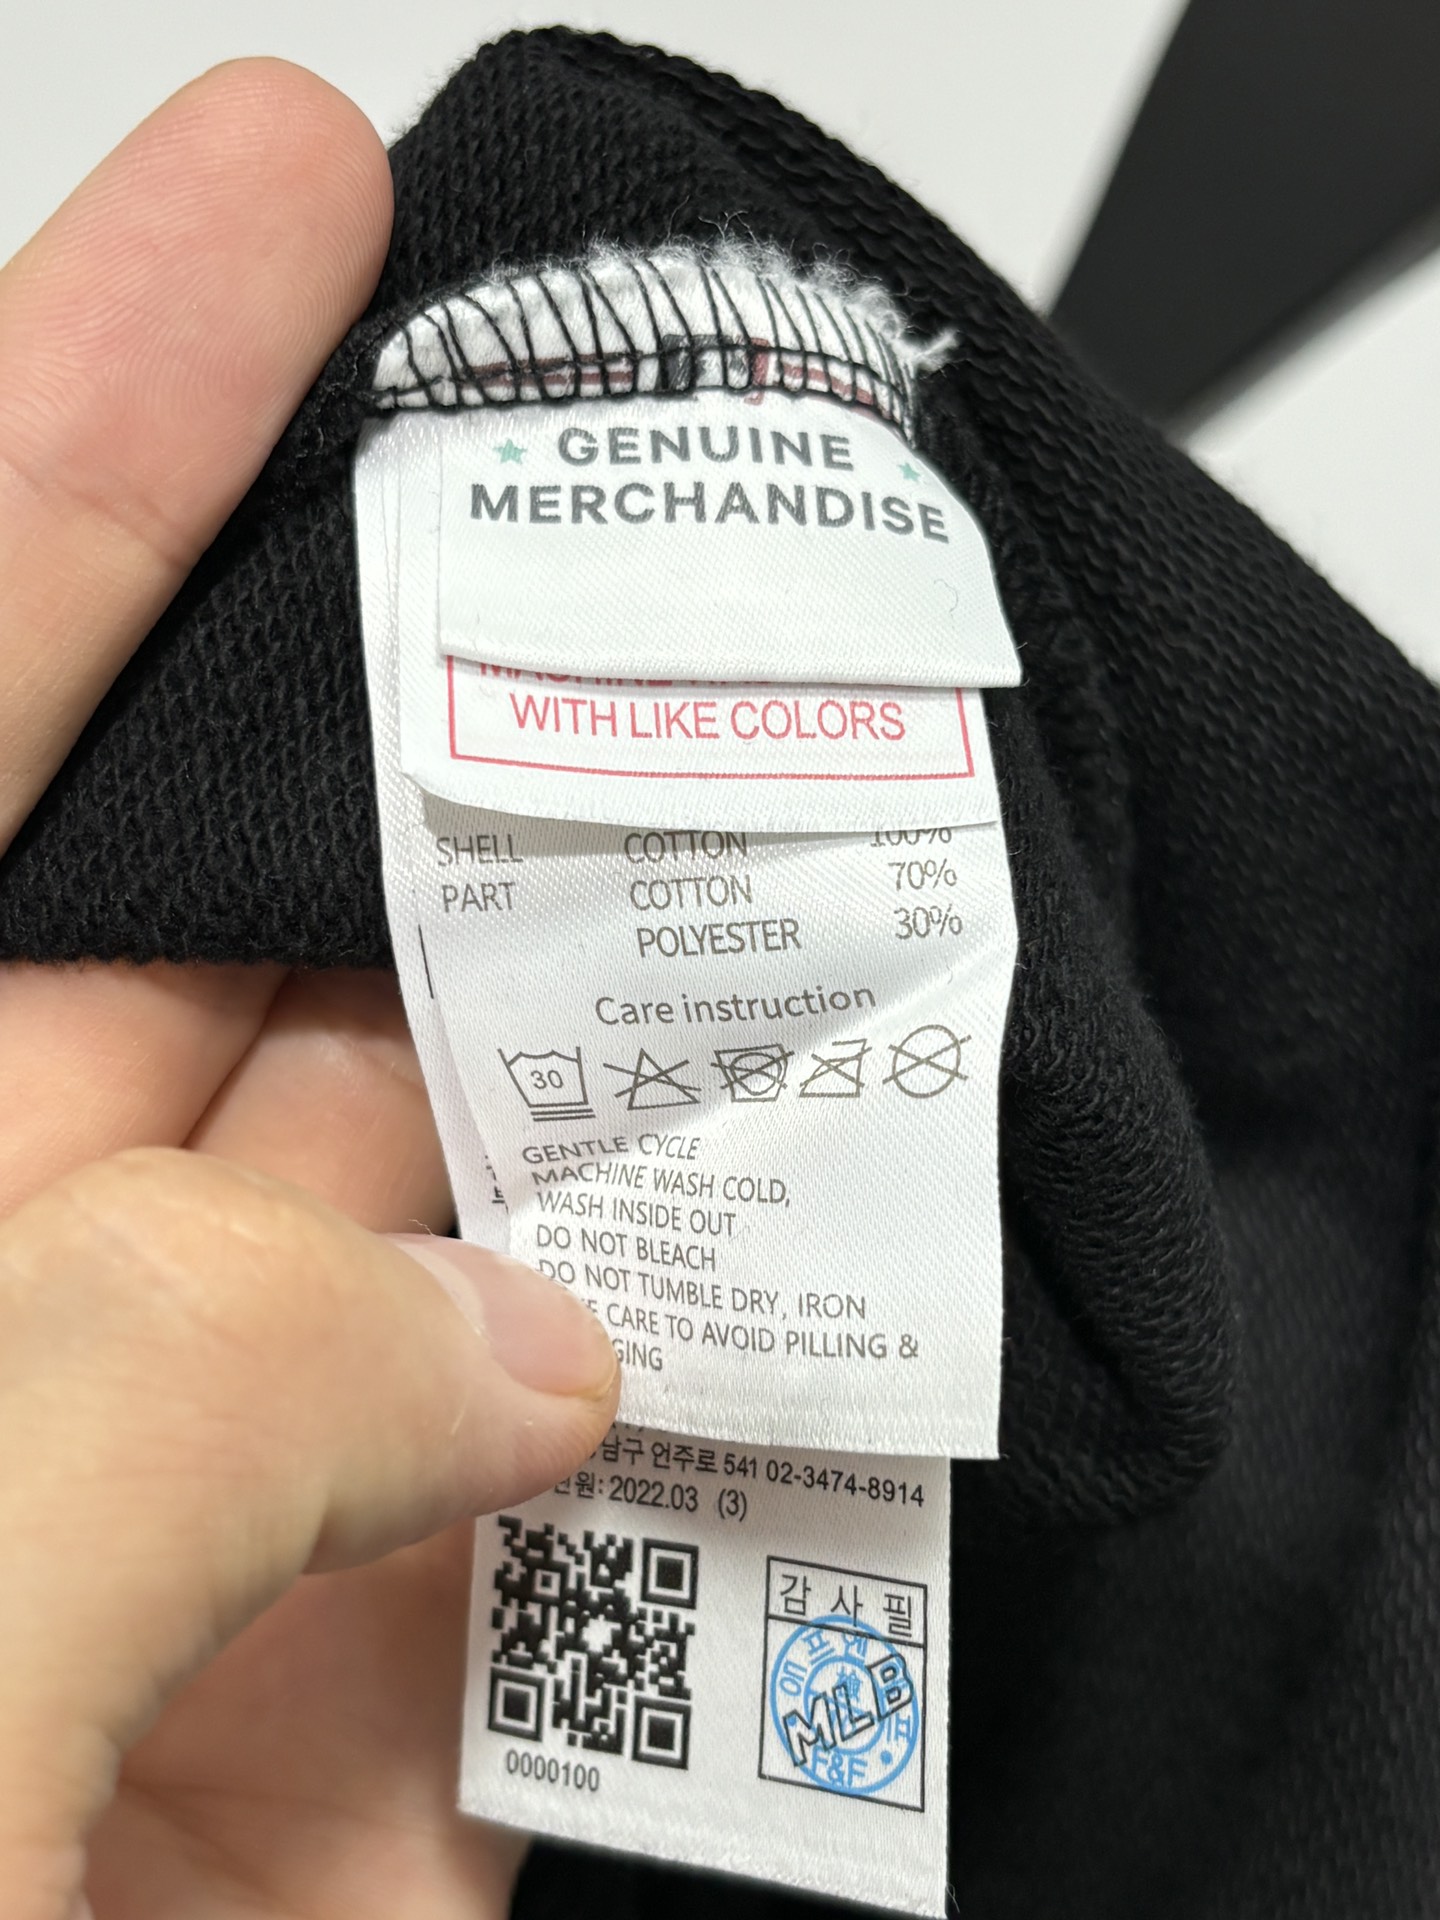 GENUINE
MERCHANDISE
WITH LIKE COLORS
SHELL COTTON 100%
PART COTTON 70%
POLYESTER 30%
Care instruction
30
GENTLE CYCLE
MACHINE WASH COLD,
WASH INSIDE OUT
DO NOT BLEACH
DO NOT TUMBLE DRY, IRON
CARE TO AVOID PILLING &
남구 언주로 541 02-3474-8914
2022.03 (3)
감 사 필
MLB
F&F
0000100